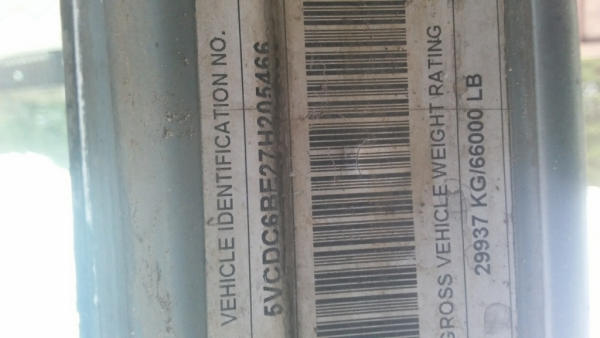 VEHICLE IDENTIFICATION NO.
5VCDC6BE27H205466
GROSS VEHICLE WEIGHT RATING
29937 KG/66000 LB